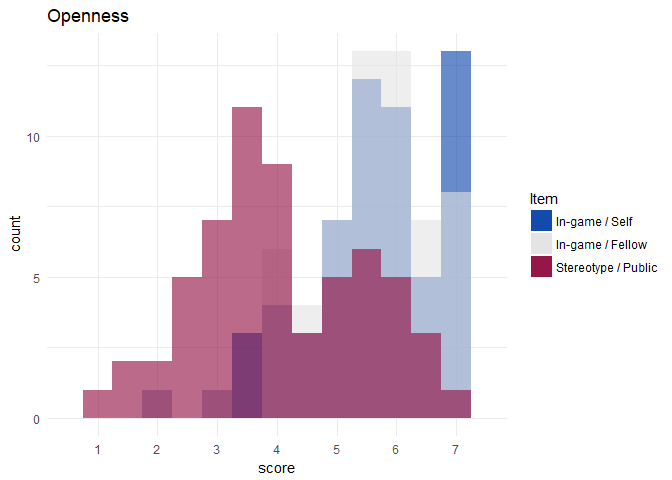 Openness
10
5
0
count
1 2 3 4 5 6 7
score
Item
In-game / Self
In-game / Fellow
Stereotype / Public